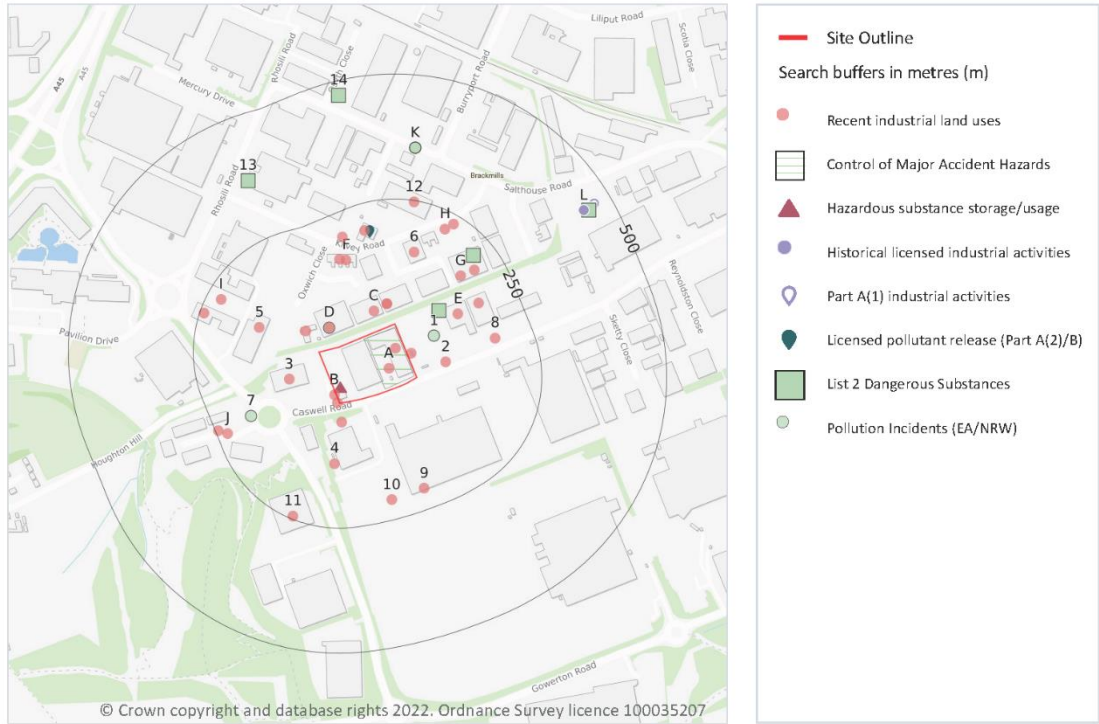 Liliput Road
Scotia Close
Rhosili Road
Close
14
Burryport Road
A45
A45
Mercury Drive
K
13
Brackmills
Salthouse Road
L
Rhosili Road
12
H
500
F
Road
6
Oxwich Close
G
250
Reynoldston Close
I
C
E
5
D
1
8
Sketty Close
Pavilion Drive
A
2
3
B
Caswell Road
7
J
Houghton Hill
4
9
10
11
Gowerton Road
© Crown copyright and database rights 2022. Ordnance Survey licence 100035207
Site Outline
Search buffers in metres (m)
Recent industrial land uses
Control of Major Accident Hazards
Hazardous substance storage/usage
Historical licensed industrial activities
Part A(1) industrial activities
Licensed pollutant release (Part A(2)/B)
List 2 Dangerous Substances
Pollution Incidents (EA/NRW)